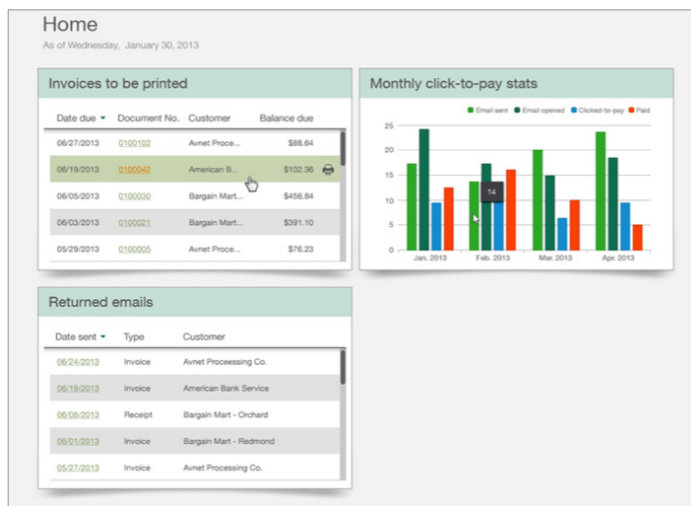 Home
As of Wednesday, January 30, 2013
Invoices to be printed
Date due Document No. Customer Balance due
06/27/2013 0100102 Avnet Proce... $88.64
06/19/2013 0100042 American B... $102.36
06/05/2013 0100030 Bargain Mart... $456.84
06/03/2013 0100021 Bargain Mart... $391.10
05/29/2013 0100005 Avnet Proce... $76.23
Monthly click-to-pay stats
Email sent Email opened Clicked-to-pay Paid
25
20
15
10
5
0
14
Jan. 2013 Feb. 2013 Mar. 2013 Apr. 2013
Returned emails
Date sent Type Customer
06/24/2013 Invoice Avnet Proceessing Co.
06/19/2013 Invoice American Bank Service
06/08/2013 Receipt Bargain Mart - Orchard
06/01/2013 Invoice Bargain Mart - Redmond
05/27/2013 Invoice Avnet Processing Co.